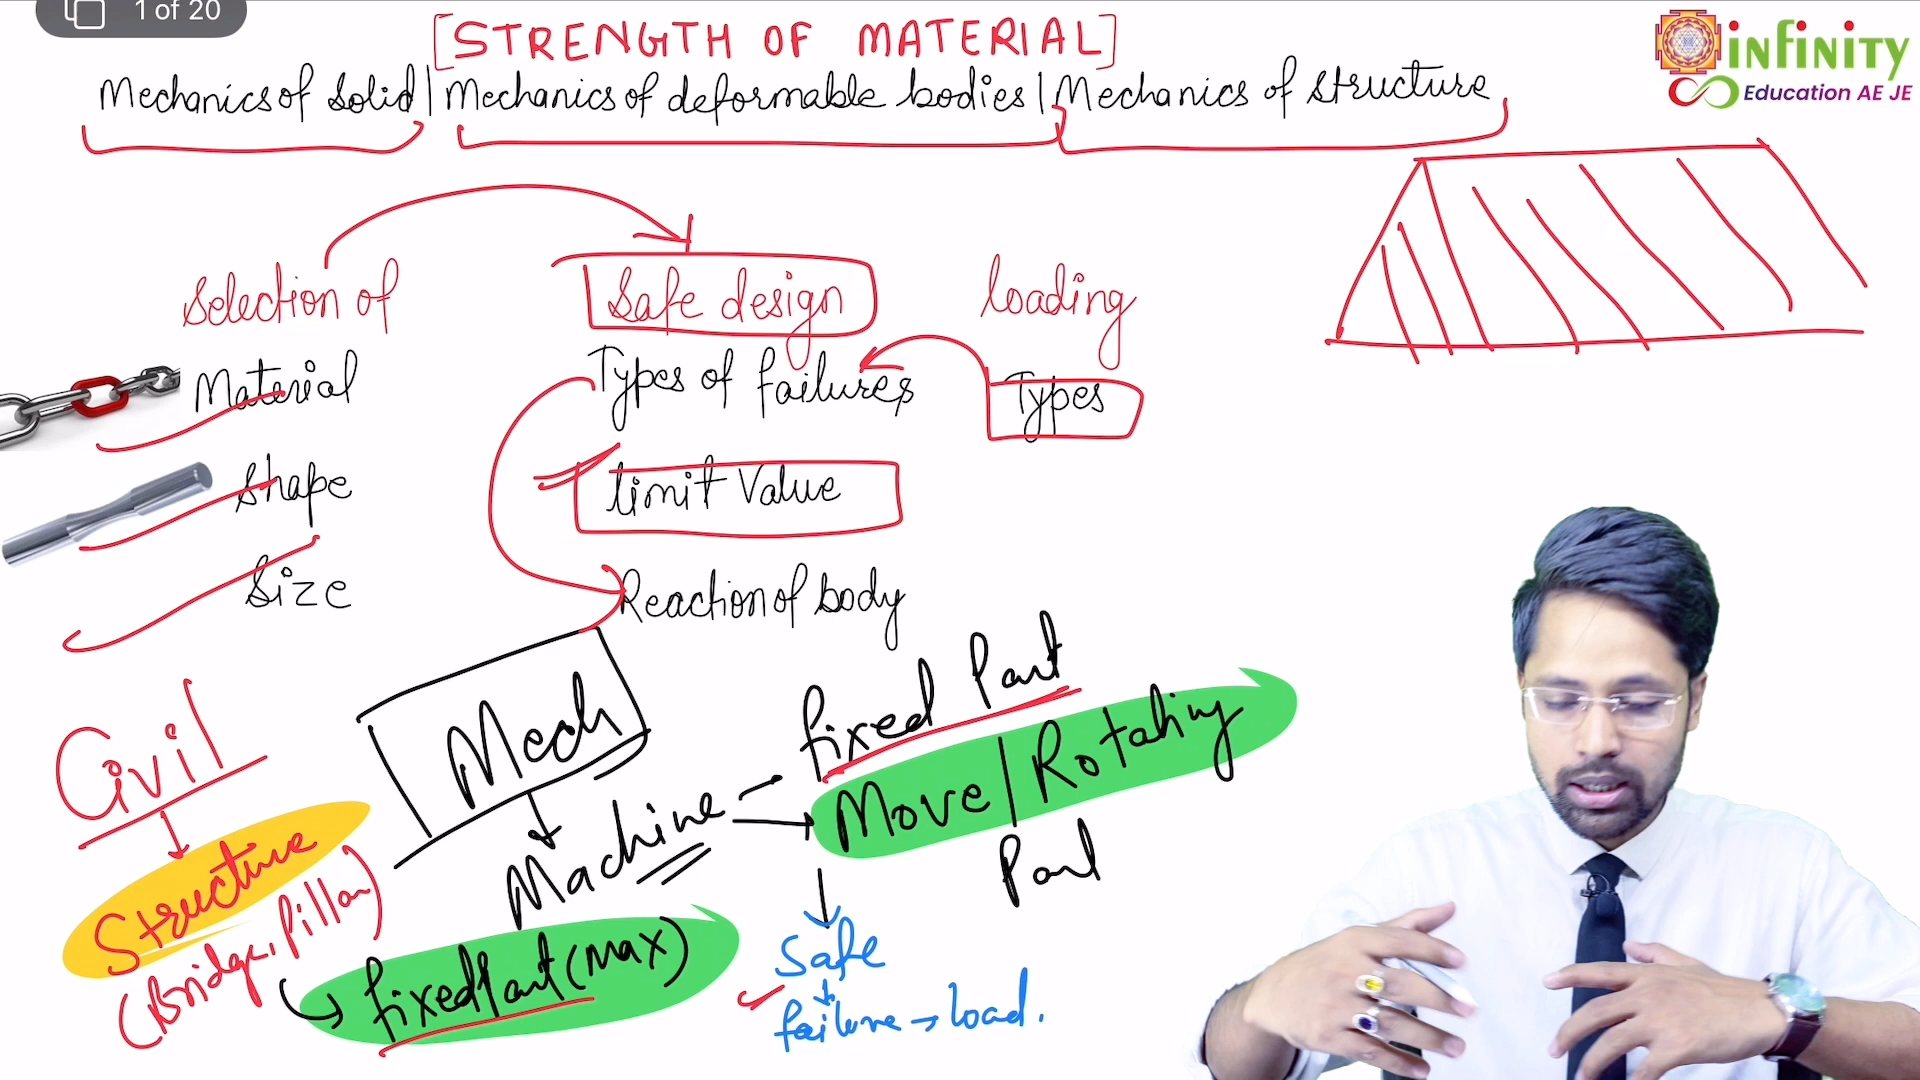 1 of 20
[STRENGTH OF MATERIAL]
infinity
Education AE JE
Mechanics of Solid | Mechanics of deformable bodies | Mechanics of structure
Selection of
Safe design
loading
Material
Types of failures
Types
Shape
limit Value
Size
Reaction of body
Civil
Mech
fixed Part
Move/Rotating
Part
Machine
Structure
(Bridge, Pillar)
fixed Part (Max)
Safe
failure → load.